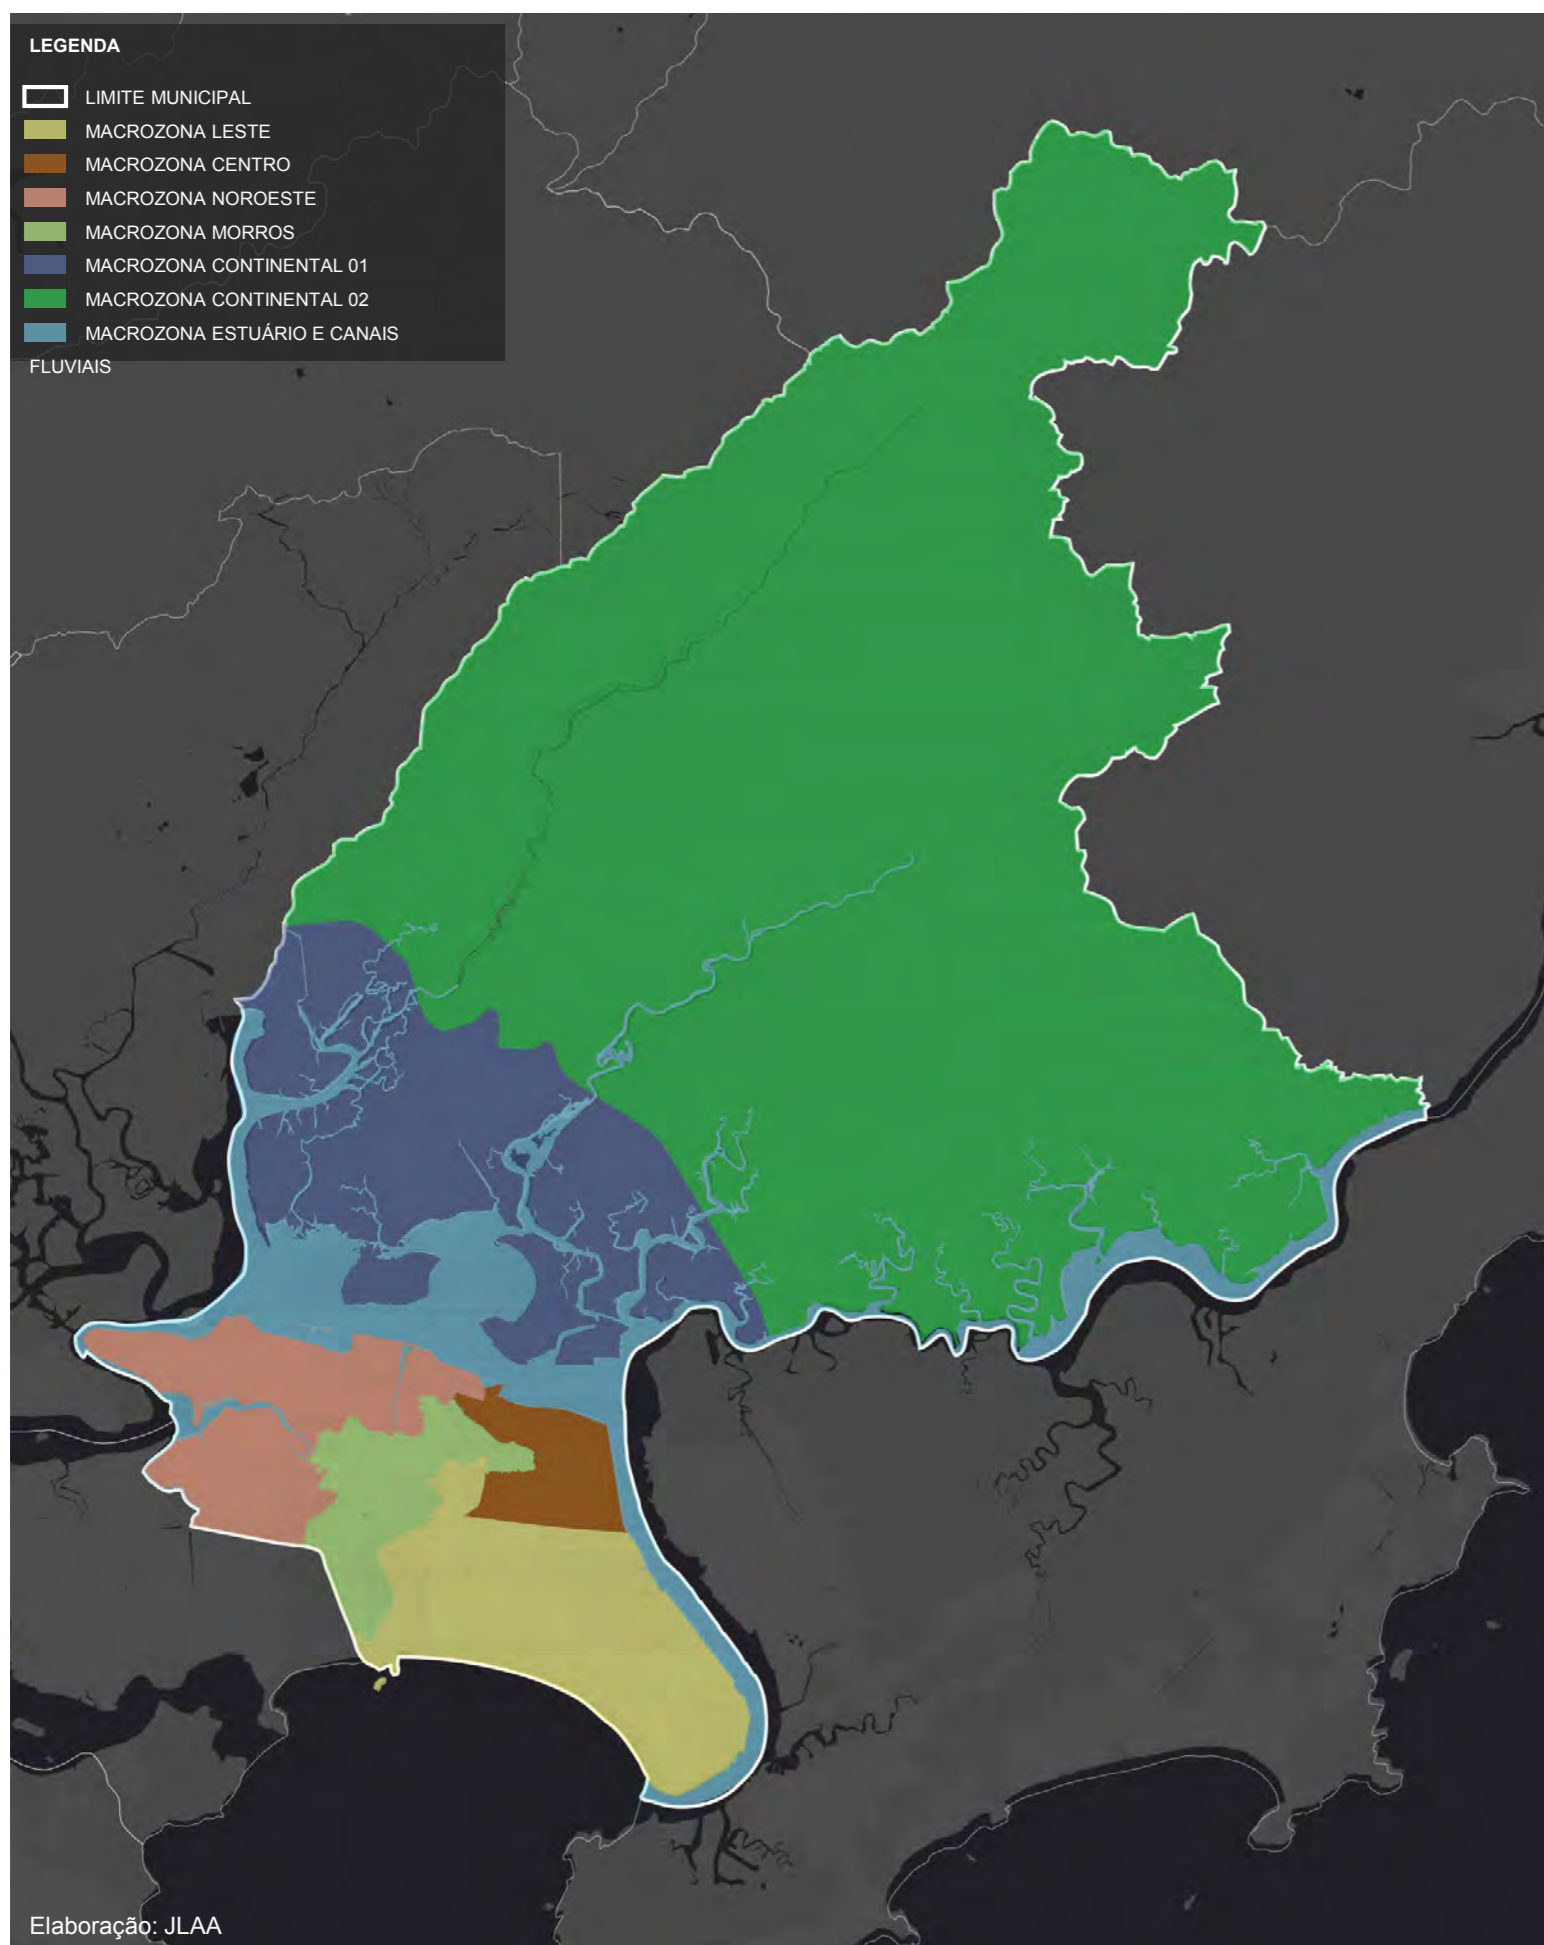 LEGENDA
LIMITE MUNICIPAL
MACROZONA LESTE
MACROZONA CENTRO
MACROZONA NOROESTE
MACROZONA MORROS
MACROZONA CONTINENTAL 01
MACROZONA CONTINENTAL 02
MACROZONA ESTUÁRIO E CANAIS
FLUVIAIS
Elaboração: JLAA